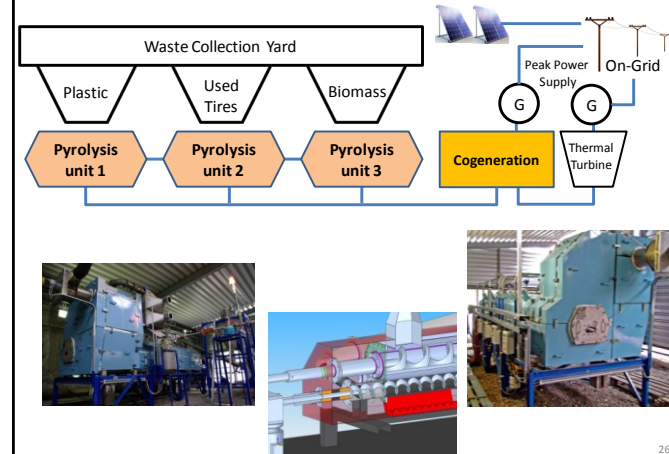 Waste Collection Yard
Plastic
Used
Tires
Biomass
Peak Power
Supply
On-Grid
G
G
Pyrolysis
unit 1
Pyrolysis
unit 2
Pyrolysis
unit 3
Cogeneration
Thermal
Turbine
26